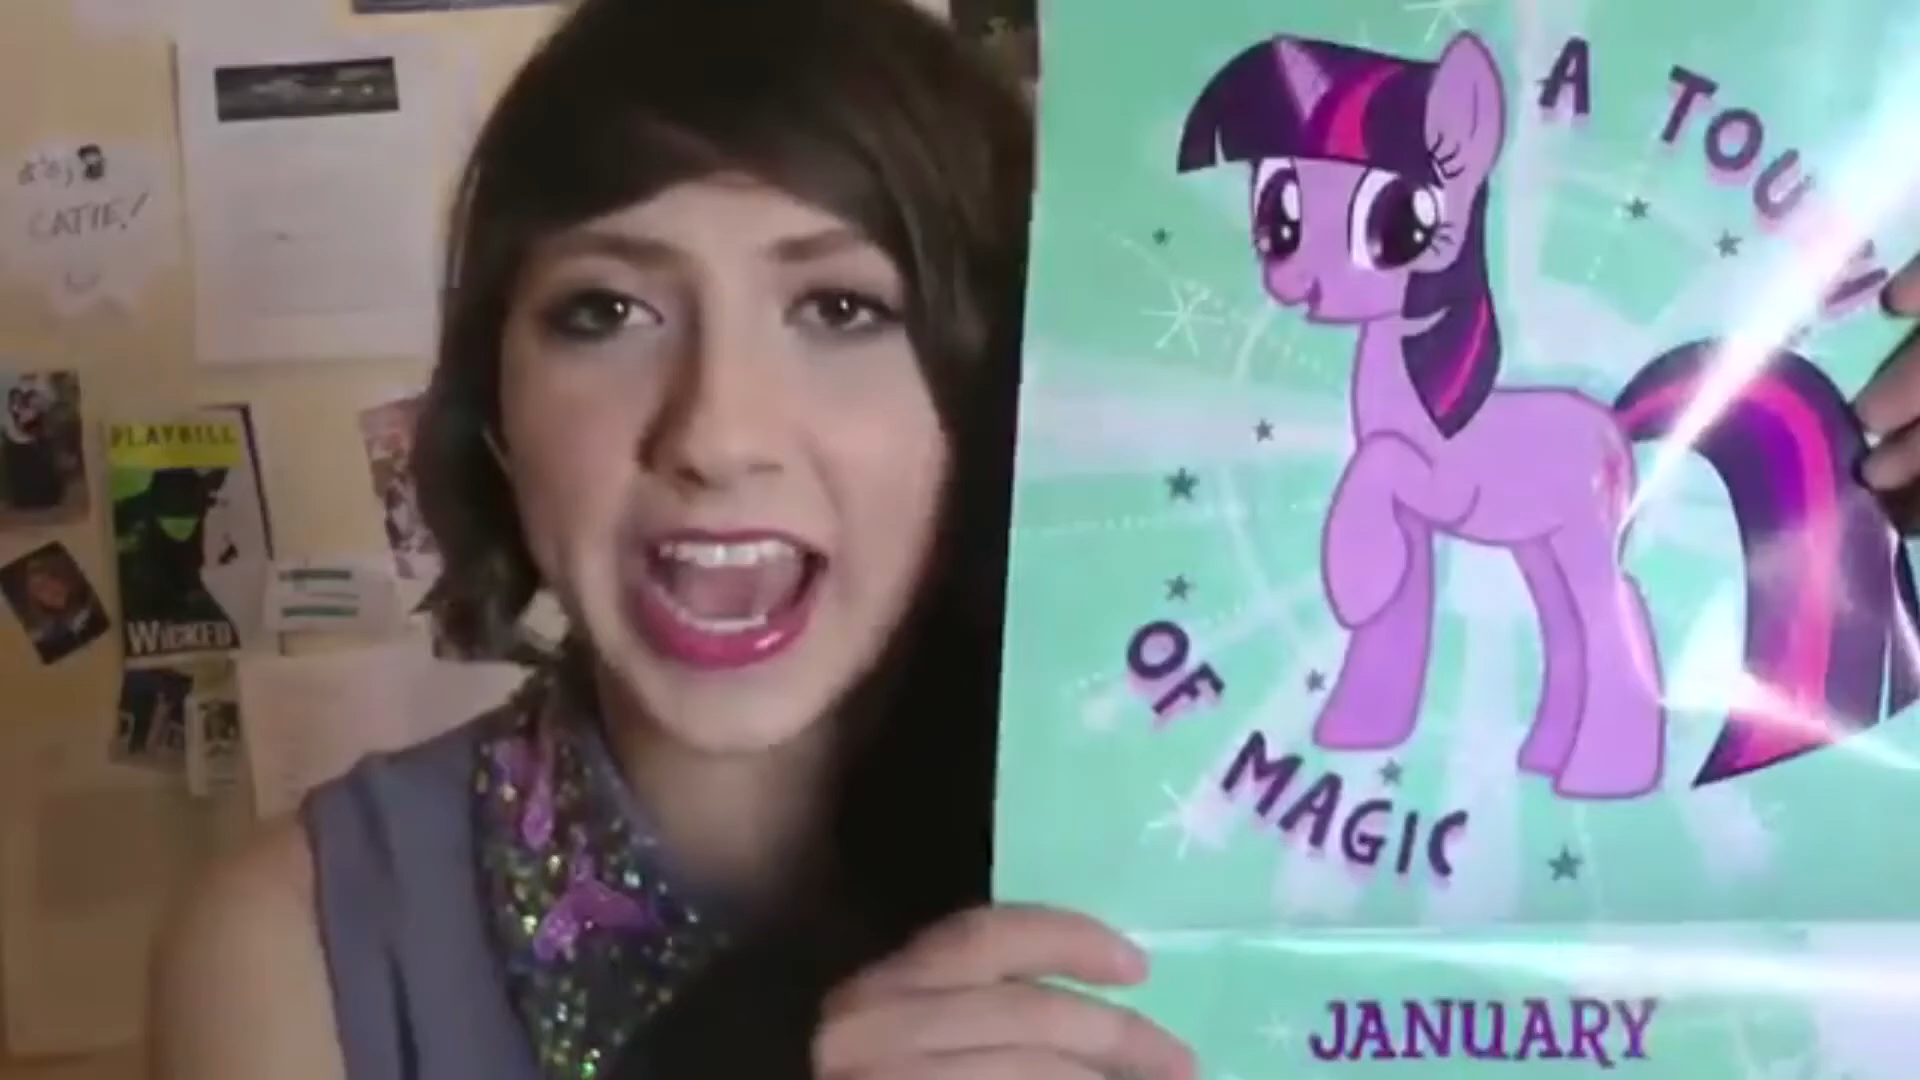 CATIE!
PLAYBILL
WICKED
A TOU
OF MAGIC
JANUARY